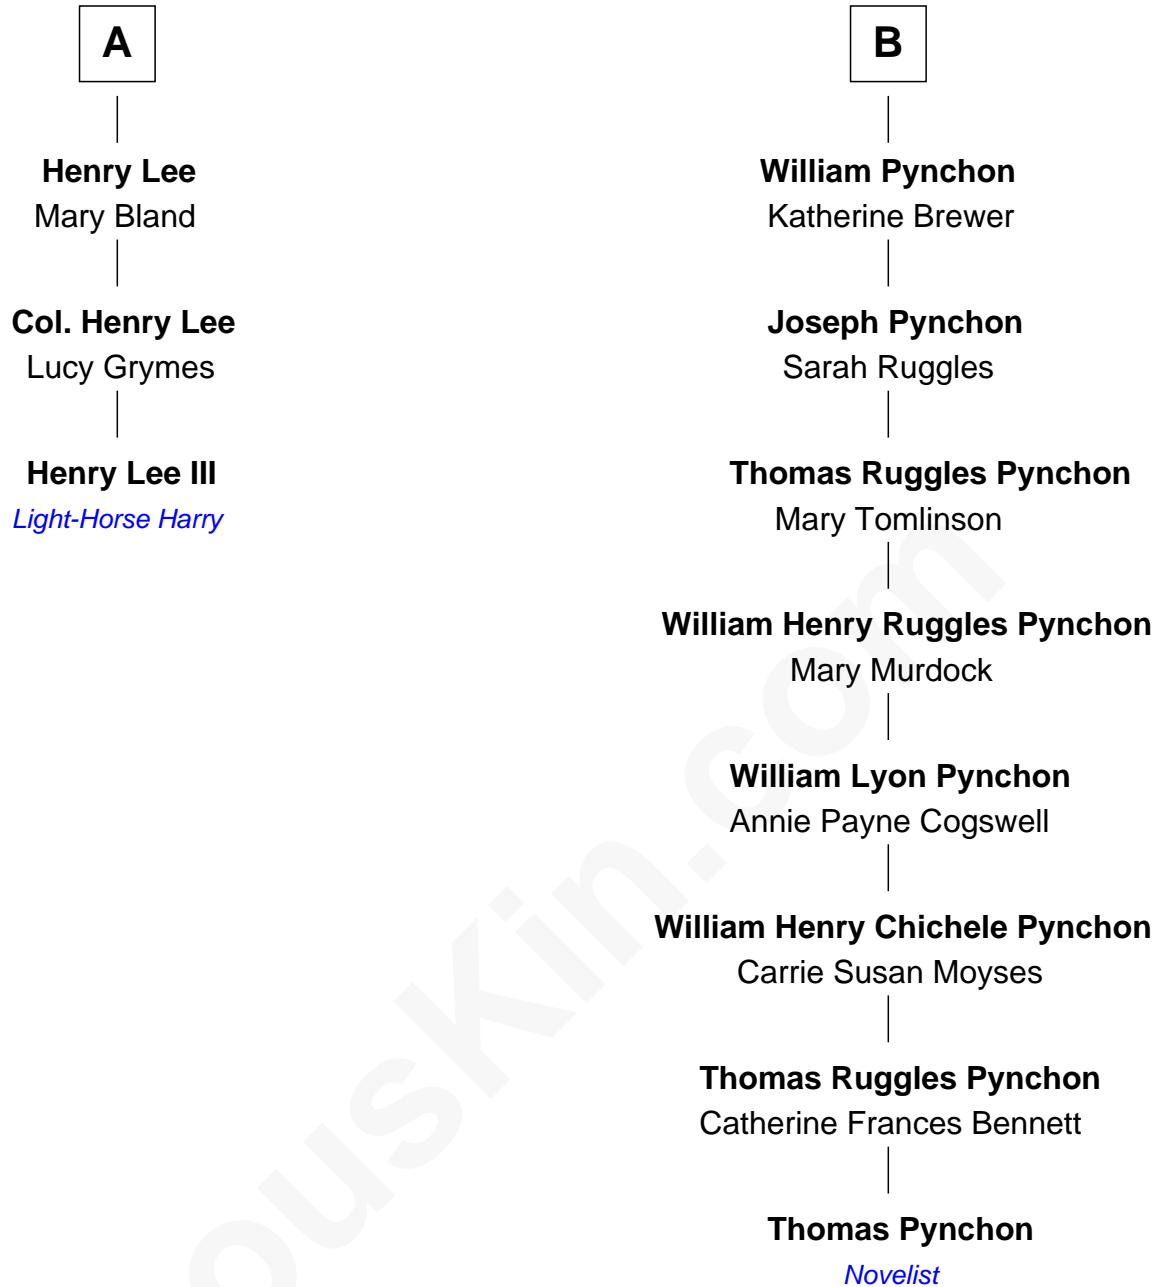 A
Henry Lee
Mary Bland
Col. Henry Lee
Lucy Grymes
Henry Lee III
Light-Horse Harry
B
William Pynchon
Katherine Brewer
Joseph Pynchon
Sarah Ruggles
Thomas Ruggles Pynchon
Mary Tomlinson
William Henry Ruggles Pynchon
Mary Murdock
William Lyon Pynchon
Annie Payne Cogswell
William Henry Chichele Pynchon
Carrie Susan Moyses
Thomas Ruggles Pynchon
Catherine Frances Bennett
Thomas Pynchon
Novelist
ousKin.com